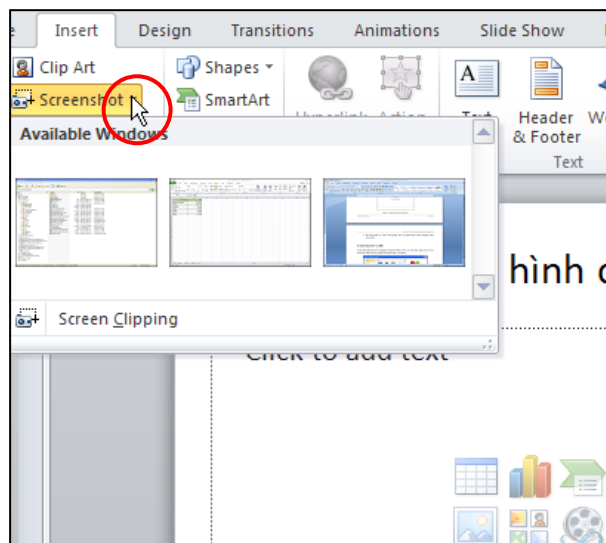 Insert Design Transitions Animations Slide Show
Clip Art Shapes
Screenshot SmartArt
Header
& Footer
Text
Available Windows
Screen Clipping
hình
Click to add text